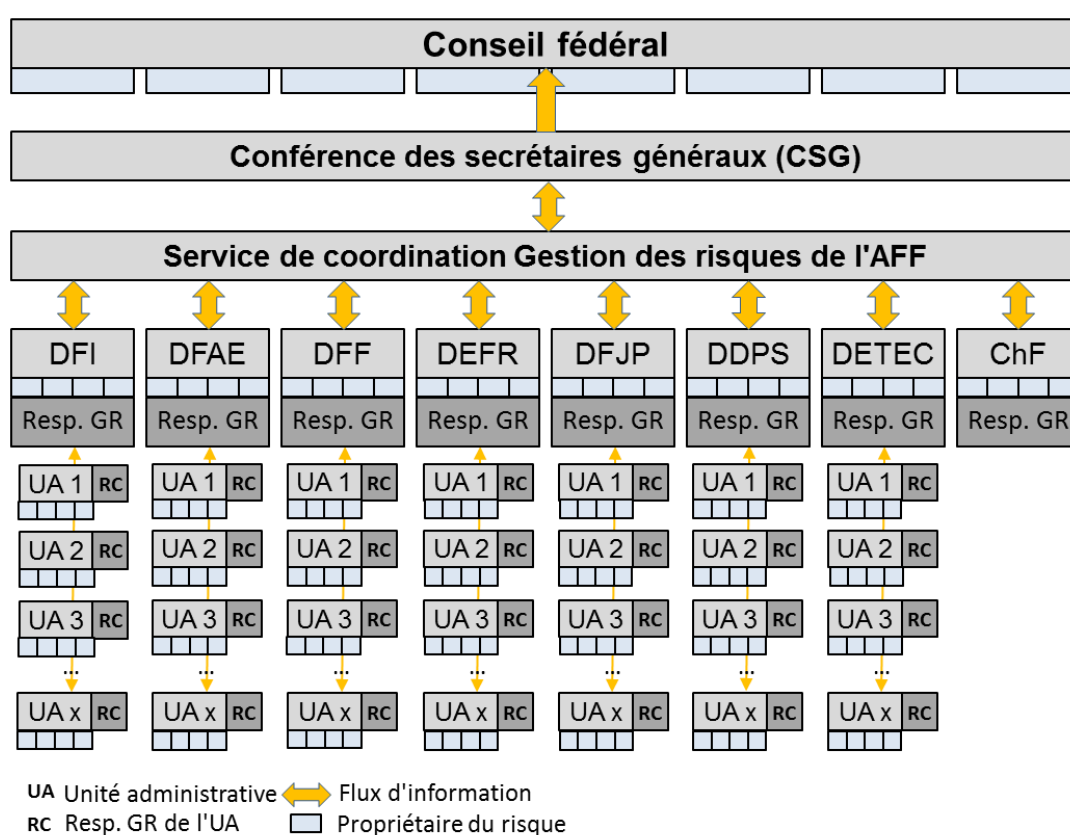 Conseil fédéral
Conférence des secrétaires généraux (CSG)
Service de coordination Gestion des risques de l'AFF
DFI DFAE DFF DEFR DFJP DDPS DETEC ChF
Resp. GR Resp. GR Resp. GR Resp. GR Resp. GR Resp. GR Resp. GR Resp. GR
UA 1 RC UA 1 RC UA 1 RC UA 1 RC UA 1 RC UA 1 RC UA 1 RC
UA 2 RC UA 2 RC UA 2 RC UA 2 RC UA 2 RC UA 2 RC UA 2 RC
UA 3 RC UA 3 RC UA 3 RC UA 3 RC UA 3 RC UA 3 RC UA 3 RC
... ... ... ... ... ... ...
UA x RC UA x RC UA x RC UA x RC UA x RC UA x RC UA x RC
UA Unité administrative Flux d'information
RC Resp. GR de l'UA Propriétaire du risque